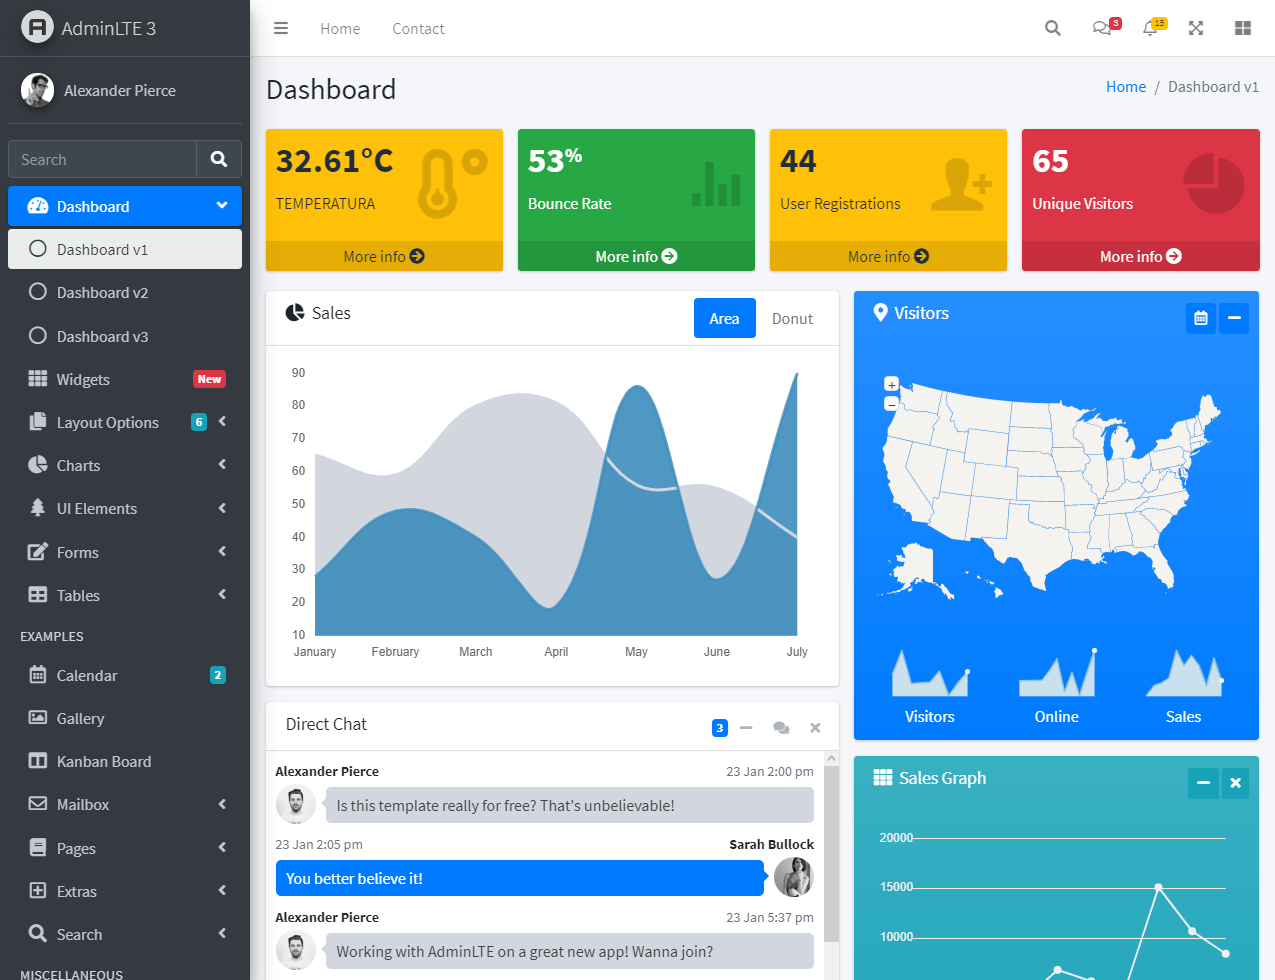 AdminLTE 3
Alexander Pierce
Search
Dashboard
Dashboard v1
Dashboard v2
Dashboard v3
Widgets New
Layout Options 6
Charts
UI Elements
Forms
Tables
EXAMPLES
Calendar 2
Gallery
Kanban Board
Mailbox
Pages
Extras
Search
MISCELLANEOUS
Home Contact
3 15
Dashboard
Home / Dashboard v1
32.61°C
TEMPERATURA
More info
53%
Bounce Rate
More info
44
User Registrations
More info
65
Unique Visitors
More info
Sales
Area Donut
90
80
70
60
50
40
30
20
10
January February March April May June July
Direct Chat
3
Alexander Pierce 23 Jan 2:00 pm
Is this template really for free? That's unbelievable!
23 Jan 2:05 pm Sarah Bullock
You better believe it!
Alexander Pierce 23 Jan 5:37 pm
Working with AdminLTE on a great new app! Wanna join?
Visitors
+
−
Visitors Online Sales
Sales Graph
20000
15000
10000